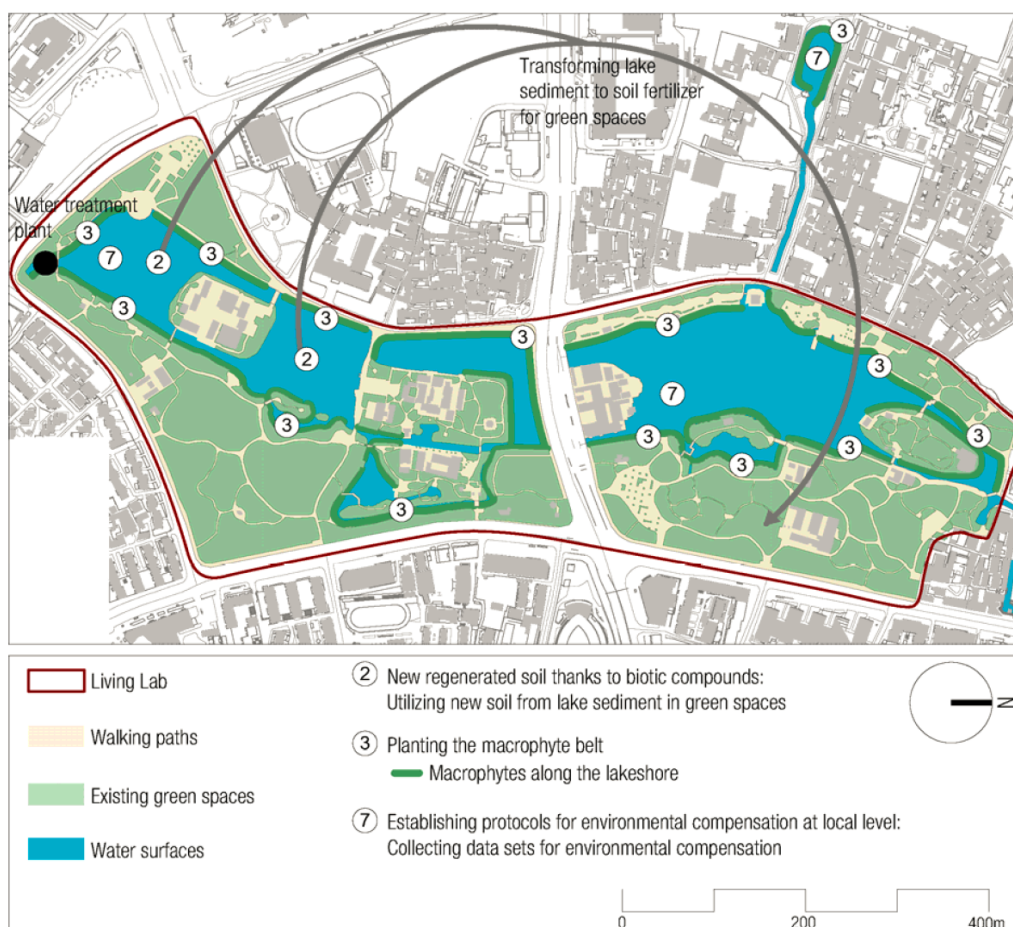 Transforming lake
sediment to soil fertilizer
for green spaces
3
7
Water treatment
plant
3
7
2
3
3
3
2
3
3
3
3
7
3
3
3
3
3
3
Living Lab
Walking paths
Existing green spaces
Water surfaces
2 New regenerated soil thanks to biotic compounds:
Utilizing new soil from lake sediment in green spaces
3 Planting the macrophyte belt
Macrophytes along the lakeshore
7 Establishing protocols for environmental compensation at local level:
Collecting data sets for environmental compensation
N
0 200 400m